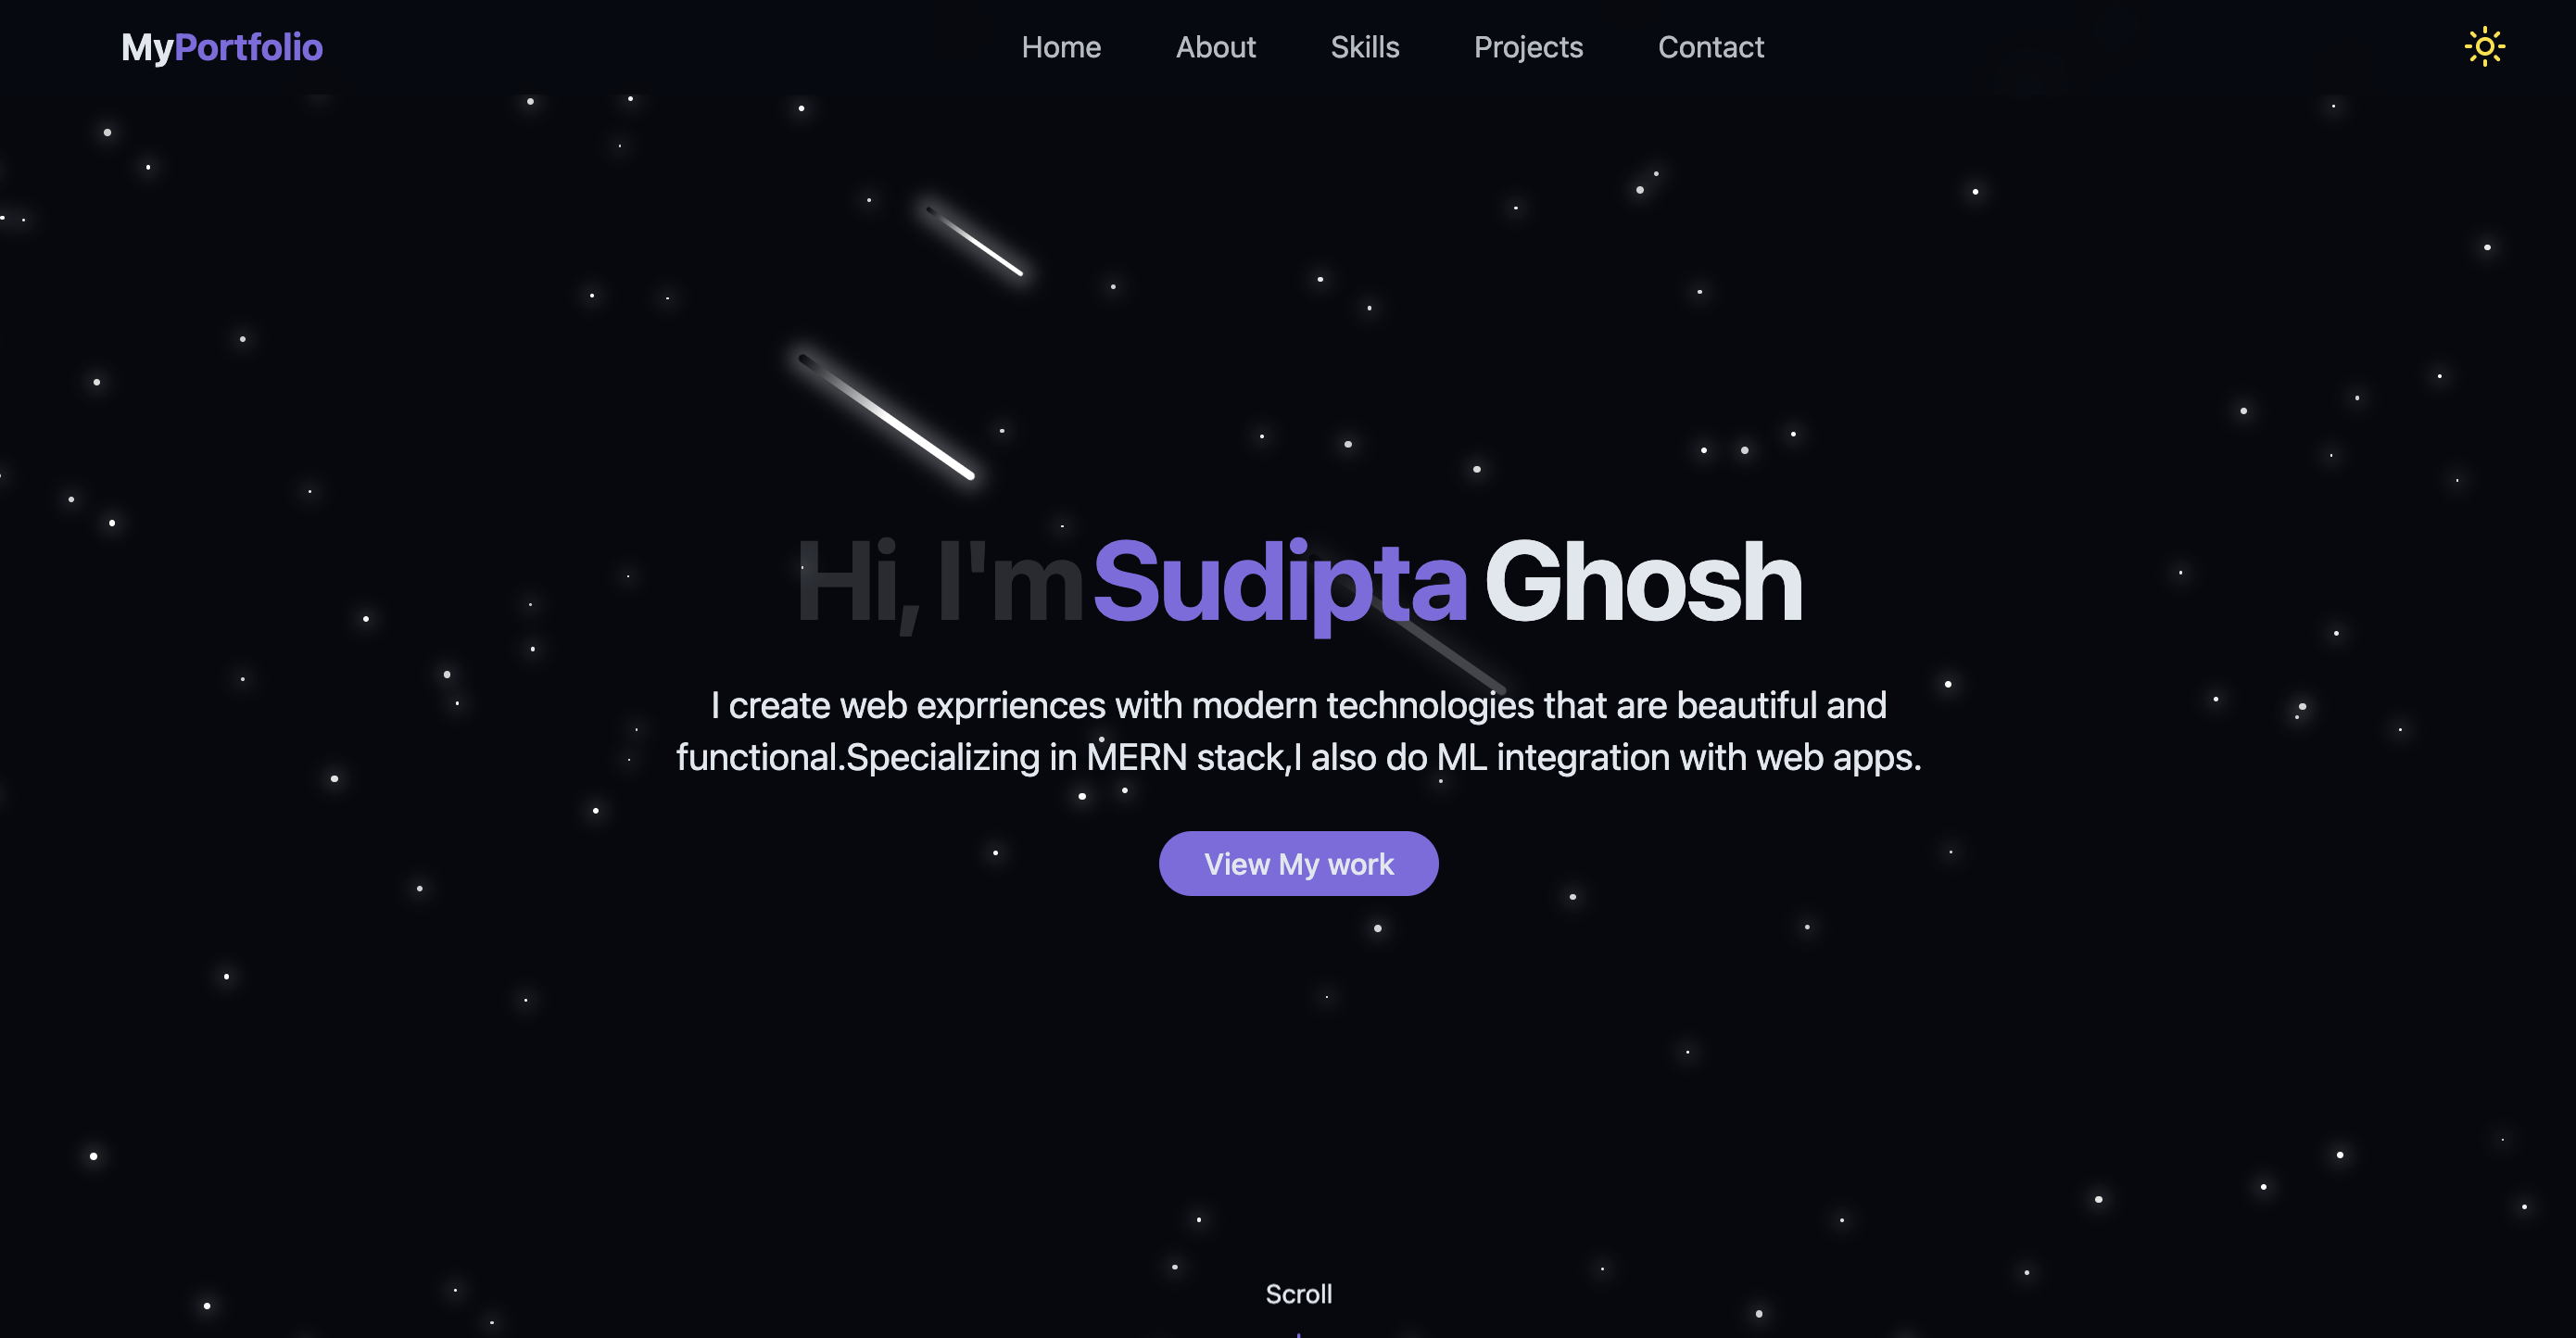 MyPortfolio
Home About Skills Projects Contact
Hi, I'm Sudipta Ghosh
I create web exprriences with modern technologies that are beautiful and
functional.Specializing in MERN stack,I also do ML integration with web apps.
View My work
Scroll